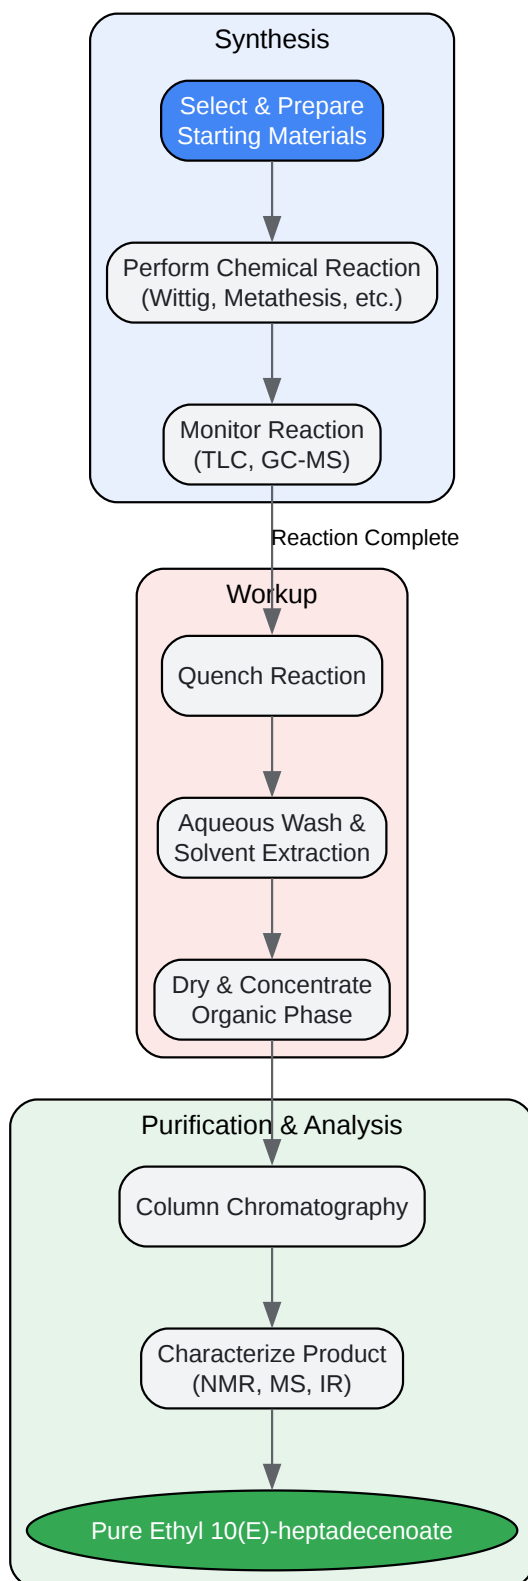 Synthesis
Select & Prepare
Starting Materials
Perform Chemical Reaction
(Wittig, Metathesis, etc.)
Monitor Reaction
(TLC, GC-MS)
Reaction Complete
Workup
Quench Reaction
Aqueous Wash &
Solvent Extraction
Dry & Concentrate
Organic Phase
Purification & Analysis
Column Chromatography
Characterize Product
(NMR, MS, IR)
Pure Ethyl 10(E)-heptadecenoate